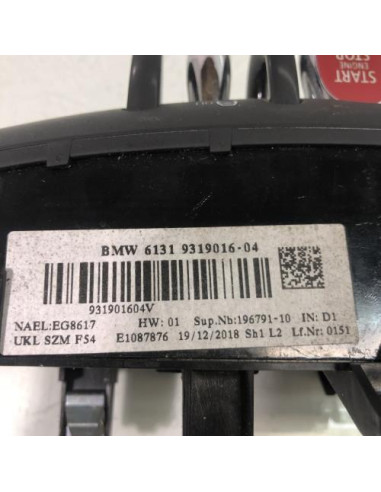 START
STOP
ENGINE
BMW 6131 9319016-04
931901604V
NAEL:EG8617 HW: 01 Sup.Nb:196791-10 IN: D1
UKL SZM F54 E1087876 19/12/2018 Sh1 L2 Lf.Nr: 0151